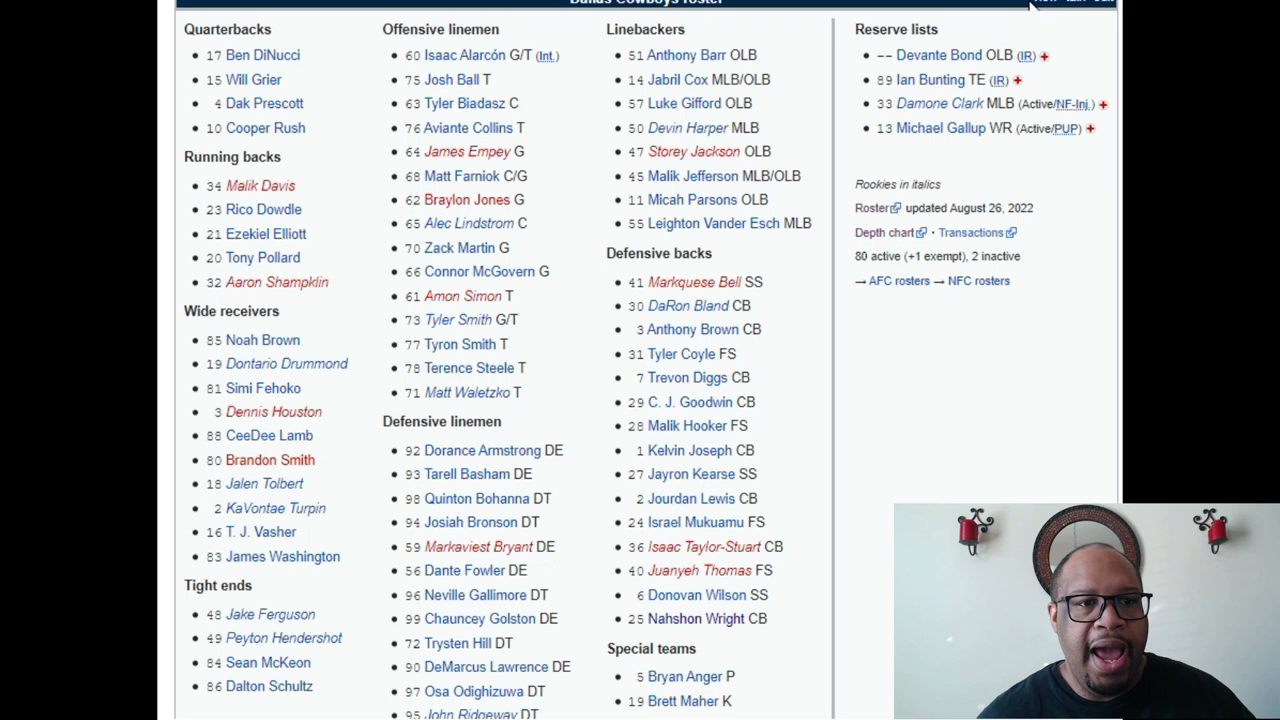 Dallas Cowboys roster
Quarterbacks
17 Ben DiNucci
15 Will Grier
4 Dak Prescott
10 Cooper Rush
Running backs
34 Malik Davis
23 Rico Dowdle
21 Ezekiel Elliott
20 Tony Pollard
32 Aaron Shampklin
Wide receivers
85 Noah Brown
19 Dontario Drummond
81 Simi Fehoko
3 Dennis Houston
88 CeeDee Lamb
80 Brandon Smith
18 Jalen Tolbert
2 KaVontae Turpin
16 T. J. Vasher
83 James Washington
Tight ends
48 Jake Ferguson
49 Peyton Hendershot
84 Sean McKeon
86 Dalton Schultz
Offensive linemen
60 Isaac Alarcón G/T (Int.)
75 Josh Ball T
63 Tyler Biadasz C
76 Aviante Collins T
64 James Empey G
68 Matt Farniok C/G
62 Braylon Jones G
65 Alec Lindstrom C
70 Zack Martin G
66 Connor McGovern G
61 Amon Simon T
73 Tyler Smith G/T
77 Tyron Smith T
78 Terence Steele T
71 Matt Waletzko T
Defensive linemen
92 Dorance Armstrong DE
93 Tarell Basham DE
98 Quinton Bohanna DT
94 Josiah Bronson DT
59 Markaviest Bryant DE
56 Dante Fowler DE
96 Neville Gallimore DT
99 Chauncey Golston DE
72 Trysten Hill DT
90 DeMarcus Lawrence DE
97 Osa Odighizuwa DT
95 John Ridgeway DT
Linebackers
51 Anthony Barr OLB
14 Jabril Cox MLB/OLB
57 Luke Gifford OLB
50 Devin Harper MLB
47 Storey Jackson OLB
45 Malik Jefferson MLB/OLB
11 Micah Parsons OLB
55 Leighton Vander Esch MLB
Defensive backs
41 Markquese Bell SS
30 DaRon Bland CB
3 Anthony Brown CB
31 Tyler Coyle FS
7 Trevon Diggs CB
29 C. J. Goodwin CB
28 Malik Hooker FS
1 Kelvin Joseph CB
27 Jayron Kearse SS
2 Jourdan Lewis CB
24 Israel Mukuamu FS
36 Isaac Taylor-Stuart CB
40 Juanyeh Thomas FS
6 Donovan Wilson SS
25 Nahshon Wright CB
Special teams
5 Bryan Anger P
19 Brett Maher K
Reserve lists
-- Devante Bond OLB (IR)
89 Ian Bunting TE (IR)
33 Damone Clark MLB (Active/NF-Inj.)
13 Michael Gallup WR (Active/PUP)
Rookies in italics
Roster updated August 26, 2022
Depth chart · Transactions
80 active (+1 exempt), 2 inactive
→ AFC rosters → NFC rosters